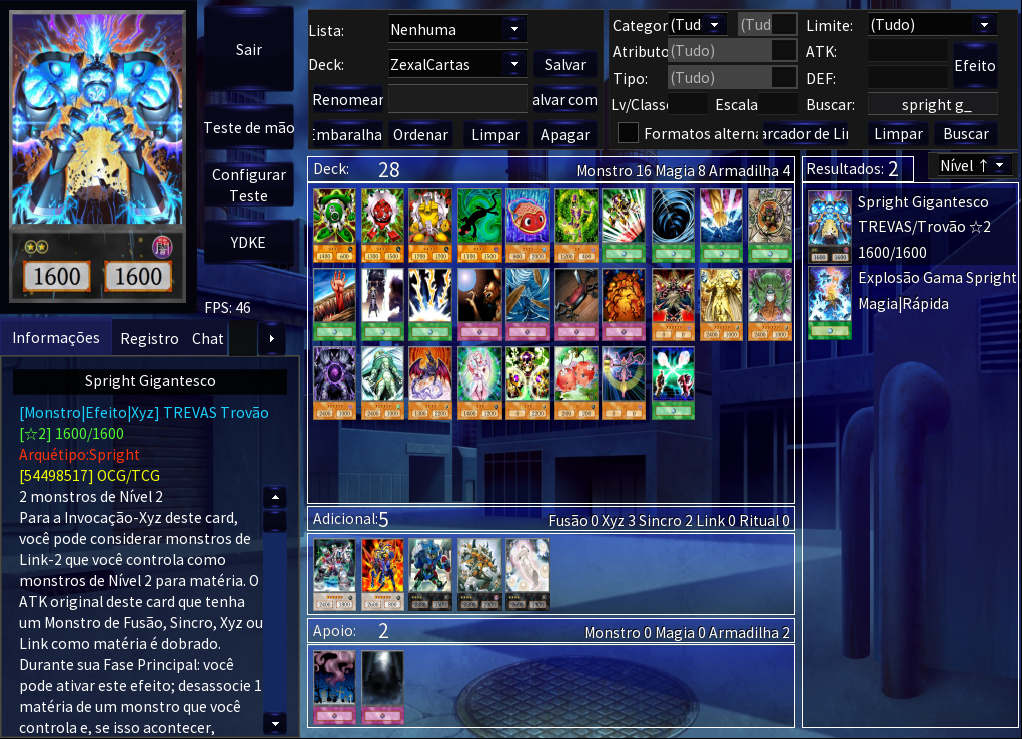 1600
1600
Sair
Teste de mão
Configurar
Teste
YDKE
FPS: 46
Lista:
Nenhuma
Deck:
ZexalCartas
Salvar
Renomear
alvar com
Embaralha
Ordenar
Limpar
Apagar
Categor
(Tud
(Tud
Limite:
(Tudo)
Atributo
(Tudo)
ATK:
Efeito
Tipo:
(Tudo)
DEF:
Lv/Classe
Escala
Buscar:
spright g_
Formatos alterna
arcador de Lin
Limpar
Buscar
Deck:
28
Monstro 16 Magia 8 Armadilha 4
Resultados:
2
Nível ↑
Spright Gigantesco
TREVAS/Trovão ☆2
1600/1600
Explosão Gama Spright
Magia|Rápida
Informações
Registro
Chat
Spright Gigantesco
[Monstro|Efeito|Xyz] TREVAS Trovão
[☆2] 1600/1600
Arquétipo:Spright
[54498517] OCG/TCG
2 monstros de Nível 2
Para a Invocação-Xyz deste card,
você pode considerar monstros de
Link-2 que você controla como
monstros de Nível 2 para matéria. O
ATK original deste card que tenha
um Monstro de Fusão, Sincro, Xyz ou
Link como matéria é dobrado.
Durante sua Fase Principal: você
pode ativar este efeito; desassocie 1
matéria de um monstro que você
controla e, se isso acontecer,
Adicional:
5
Fusão 0 Xyz 3 Sincro 2 Link 0 Ritual 0
Apoio:
2
Monstro 0 Magia 0 Armadilha 2